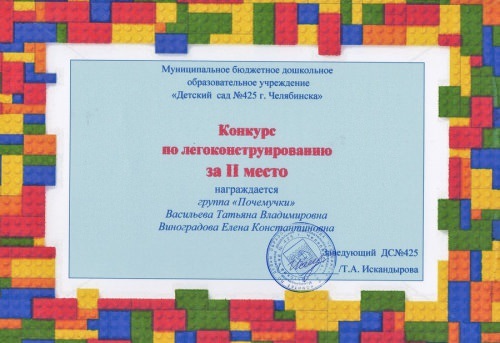 Муниципальное бюджетное дошкольное
образовательное учреждение
«Детский сад №425 г. Челябинска»
Конкурс
по легоконструированию
за II место
награждается
группа «Почемучки»
Васильева Татьяна Владимировна
Виноградова Елена Константиновна
Заведующий ДС№425
/Т.А. Искандырова